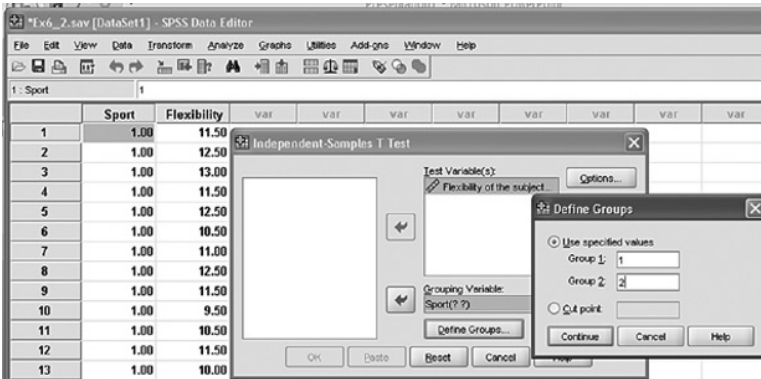 *Ex6_2.sav [DataSet1] - SPSS Data Editor
File Edit View Data Transform Analyze Graphs Utilities Add-ons Window Help
1 : Sport 1
Sport Flexibility var var var var var var var
1 1.00 11.50
2 1.00 12.50
3 1.00 13.00
4 1.00 11.50
5 1.00 12.50
6 1.00 10.50
7 1.00 11.00
8 1.00 12.50
9 1.00 11.50
10 1.00 9.50
11 1.00 10.50
12 1.00 11.50
13 1.00 10.00
Independent-Samples T Test
Test Variable(s):
Flexibility of the subject...
Options...
Grouping Variable:
Sport(? ?)
Define Groups...
OK Paste Reset Cancel
Define Groups
Use specified values
Group 1: 1
Group 2: 2
Cut point:
Continue Cancel Help